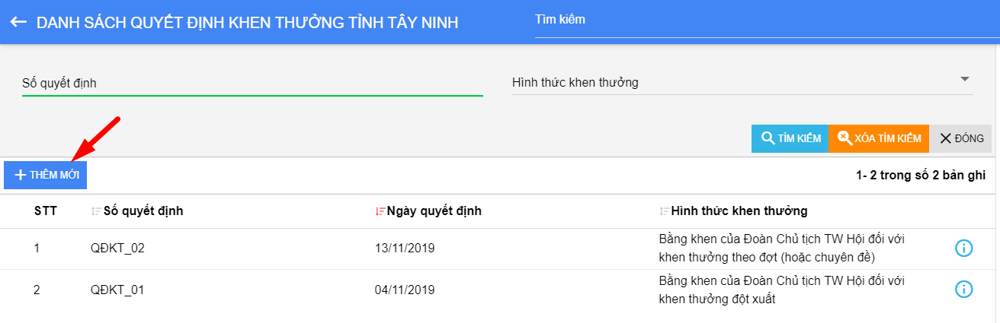 DANH SÁCH QUYẾT ĐỊNH KHEN THƯỞNG TỈNH TÂY NINH
Tìm kiếm
Số quyết định
Hình thức khen thưởng
TÌM KIẾM
XÓA TÌM KIẾM
ĐÓNG
THÊM MỚI
1- 2 trong số 2 bản ghi
STT Số quyết định Ngày quyết định Hình thức khen thưởng
1 QĐKT_02 13/11/2019 Bằng khen của Đoàn Chủ tịch TW Hội đối với
khen thưởng theo đợt (hoặc chuyên đề)
2 QĐKT_01 04/11/2019 Bằng khen của Đoàn Chủ tịch TW Hội đối với
khen thưởng đột xuất